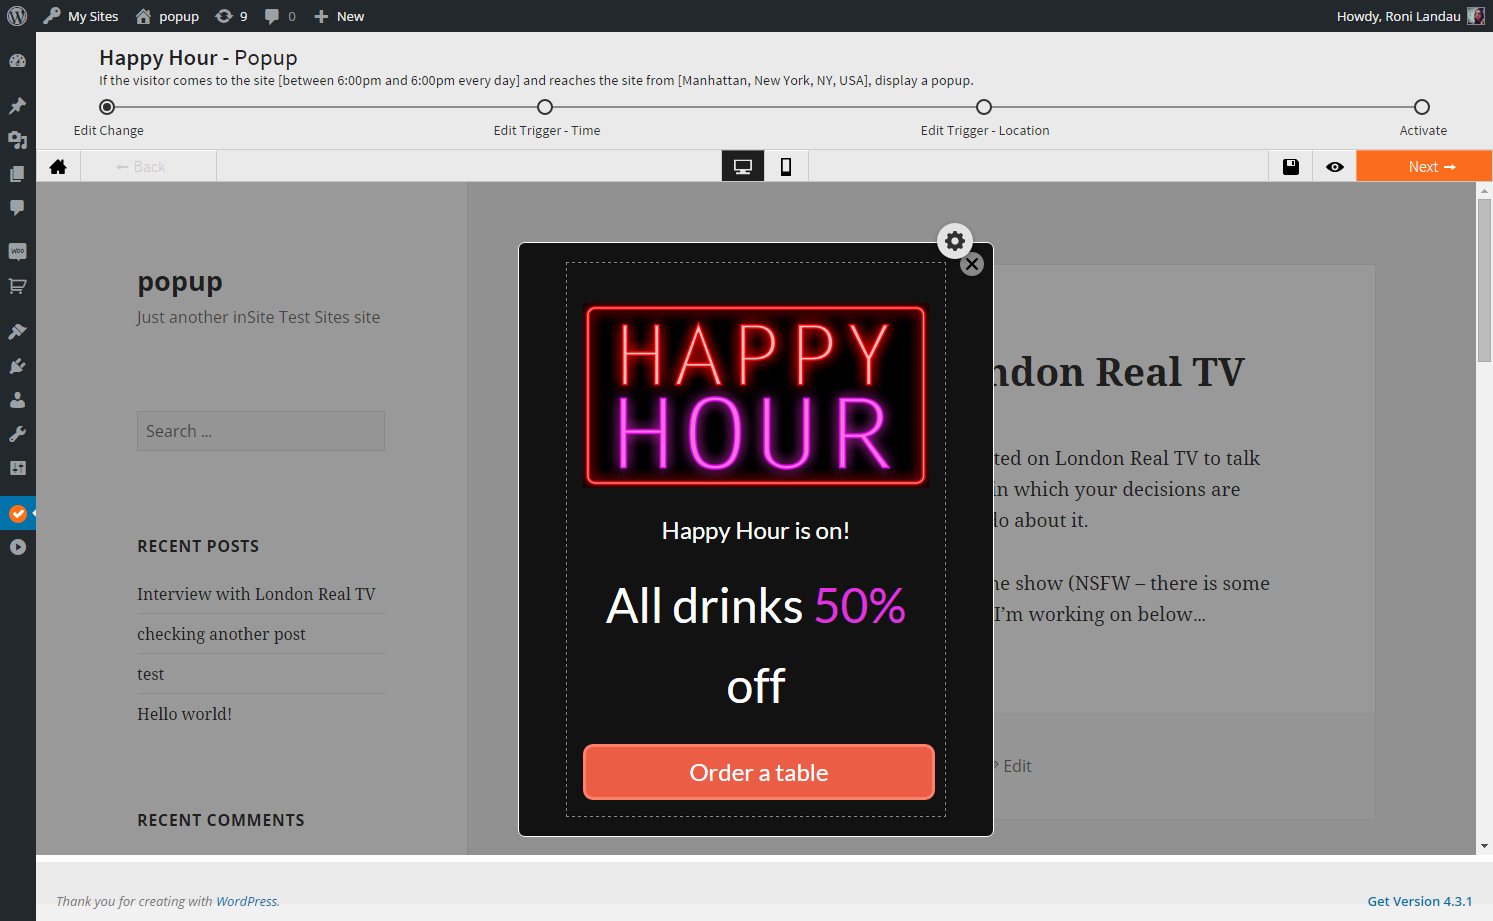 My Sites popup 9 0 New Howdy, Roni Landau
Happy Hour - Popup
If the visitor comes to the site [between 6:00pm and 6:00pm every day] and reaches the site from [Manhattan, New York, NY, USA], display a popup.
Edit Change Edit Trigger - Time Edit Trigger - Location Activate
← Back Next →
popup
Just another inSite Test Sites site
Search ...
RECENT POSTS
Interview with London Real TV
checking another post
test
Hello world!
RECENT COMMENTS
HAPPY
HOUR
Happy Hour is on!
All drinks 50%
off
Order a table
ndon Real TV
ted on London Real TV to talk
in which your decisions are
do about it.
he show (NSFW – there is some
I’m working on below...
Edit
woo
Thank you for creating with WordPress.
Get Version 4.3.1